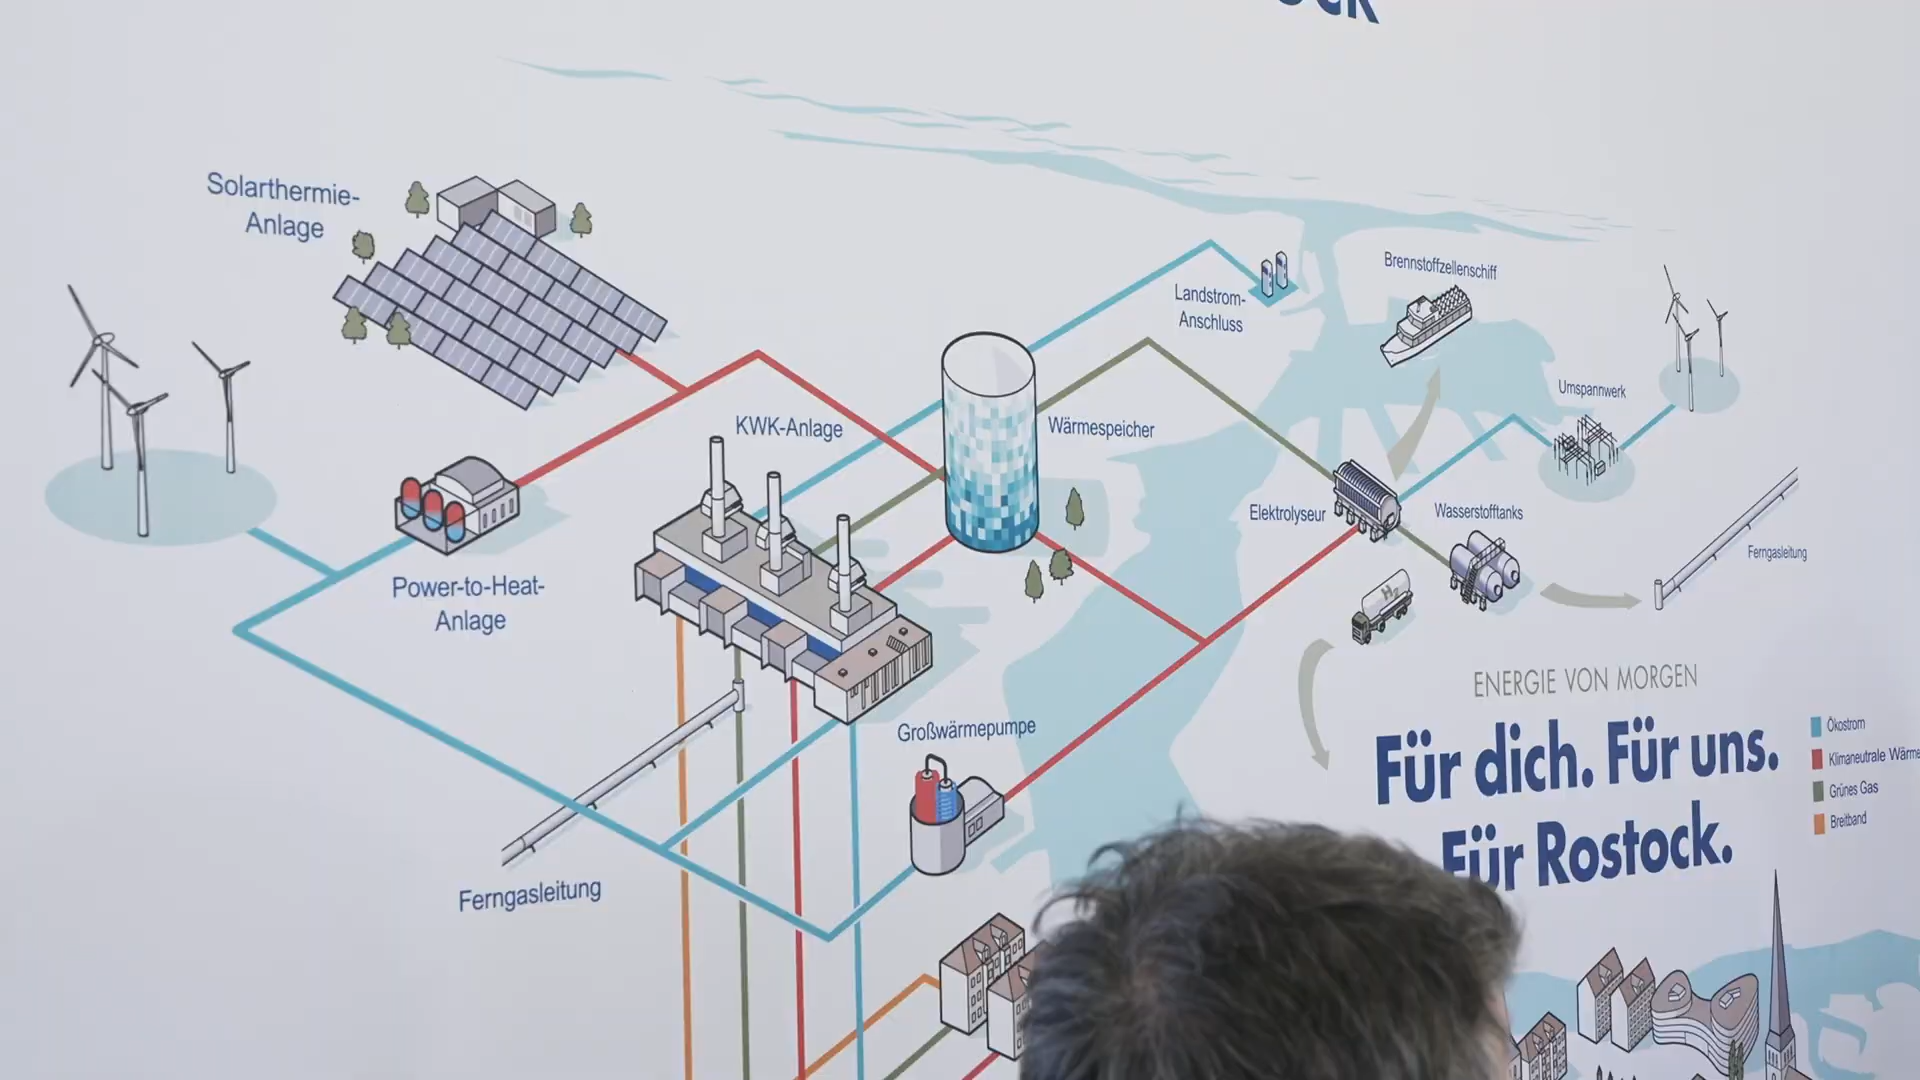 Solarthermie-
Anlage
Brennstoffzellenschiff
Landstrom-
Anschluss
Umspannwerk
KWK-Anlage
Wärmespeicher
Elektrolyseur
Wasserstofftanks
Ferngasleitung
H2
Power-to-Heat-
Anlage
ENERGIE VON MORGEN
Für dich. Für uns.
Für Rostock.
Ökostrom
Klimaneutrale Wärme
Grünes Gas
Breitband
Großwärmepumpe
Ferngasleitung